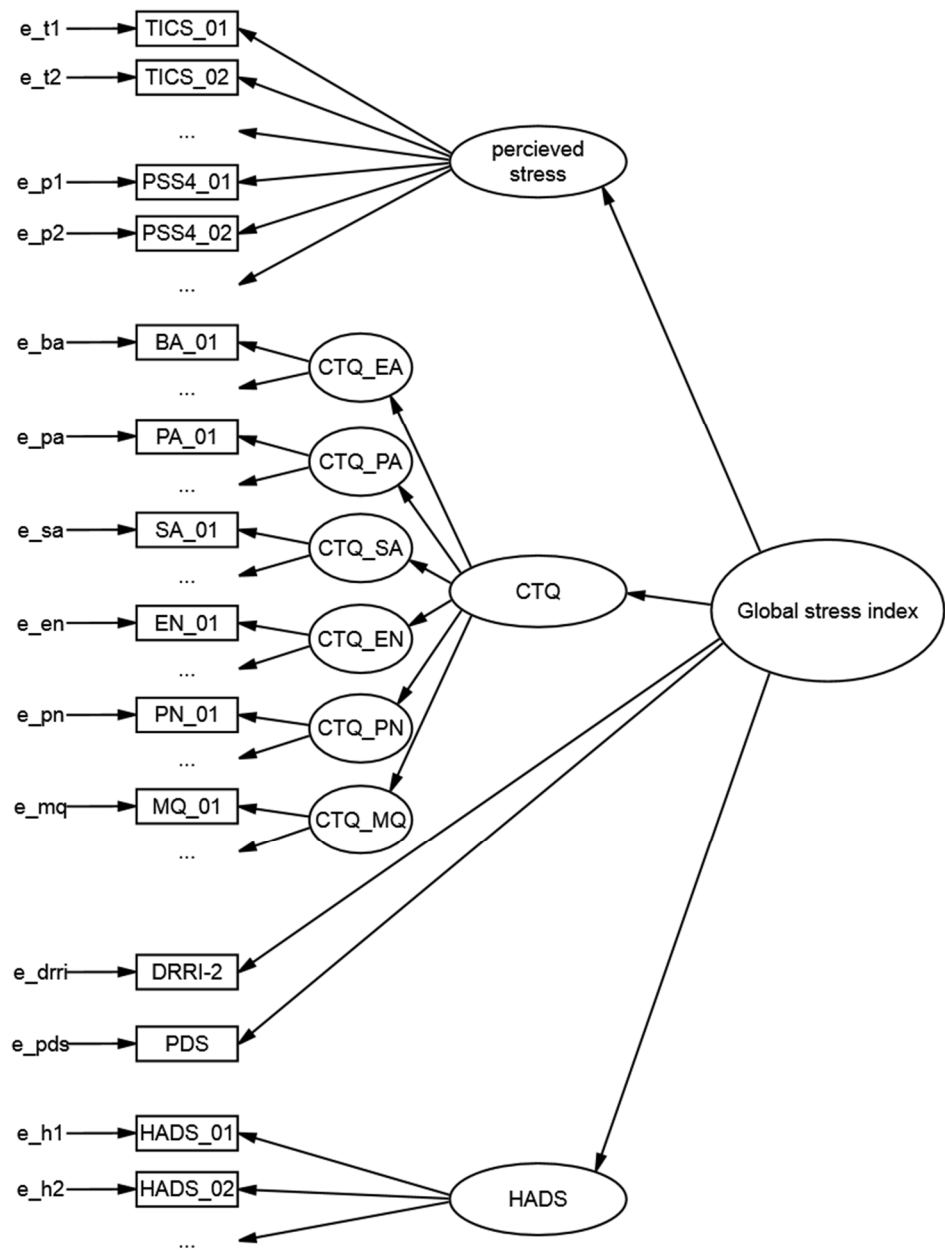 e_t1 TICS_01
e_t2 TICS_02
...
percieved
stress
e_p1 PSS4_01
e_p2 PSS4_02
...
e_ba BA_01
CTQ_EA
...
e_pa PA_01
CTQ_PA
...
e_sa SA_01
CTQ_SA
...
CTQ
Global stress index
e_en EN_01
CTQ_EN
...
e_pn PN_01
CTQ_PN
...
e_mq MQ_01
CTQ_MQ
...
e_drri DRRI-2
e_pds PDS
e_h1 HADS_01
e_h2 HADS_02
HADS
...